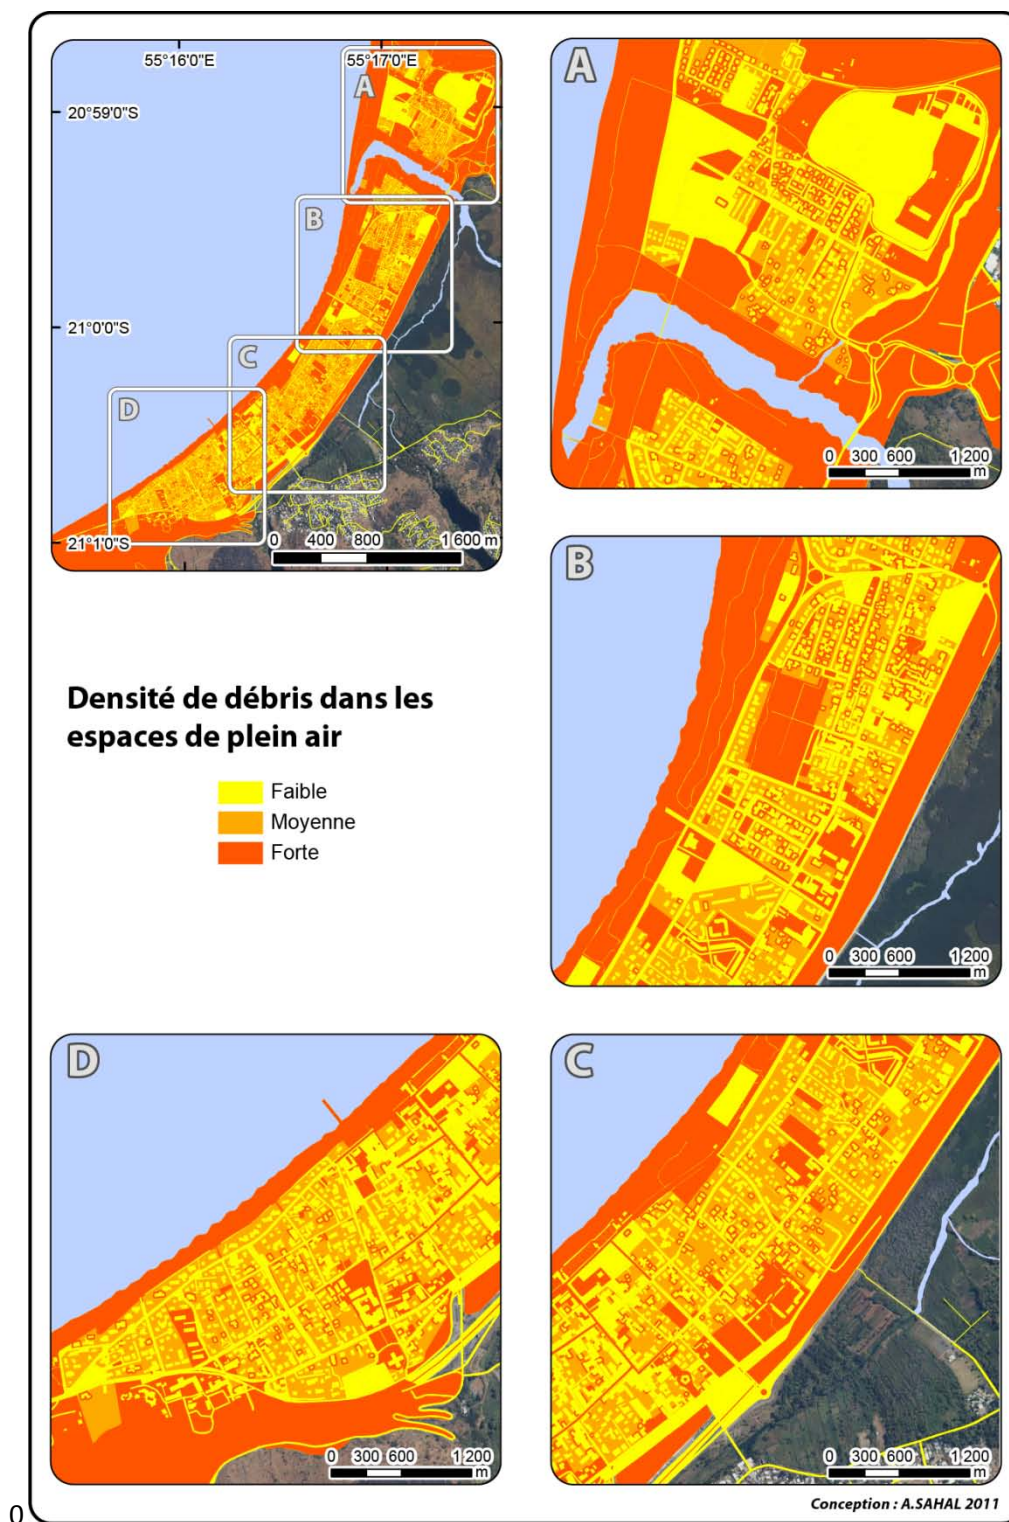 55°16'0"E
55°17'0"E
20°59'0"S
21°0'0"S
21°1'0"S
A
B
C
D
0 400 800 1 600 m
A
0 300 600 1 200
m
Densité de débris dans les
espaces de plein air
Faible
Moyenne
Forte
B
0 300 600 1 200
m
D
0 300 600 1 200
m
C
0 300 600 1 200
m
Conception : A.SAHAL 2011
0